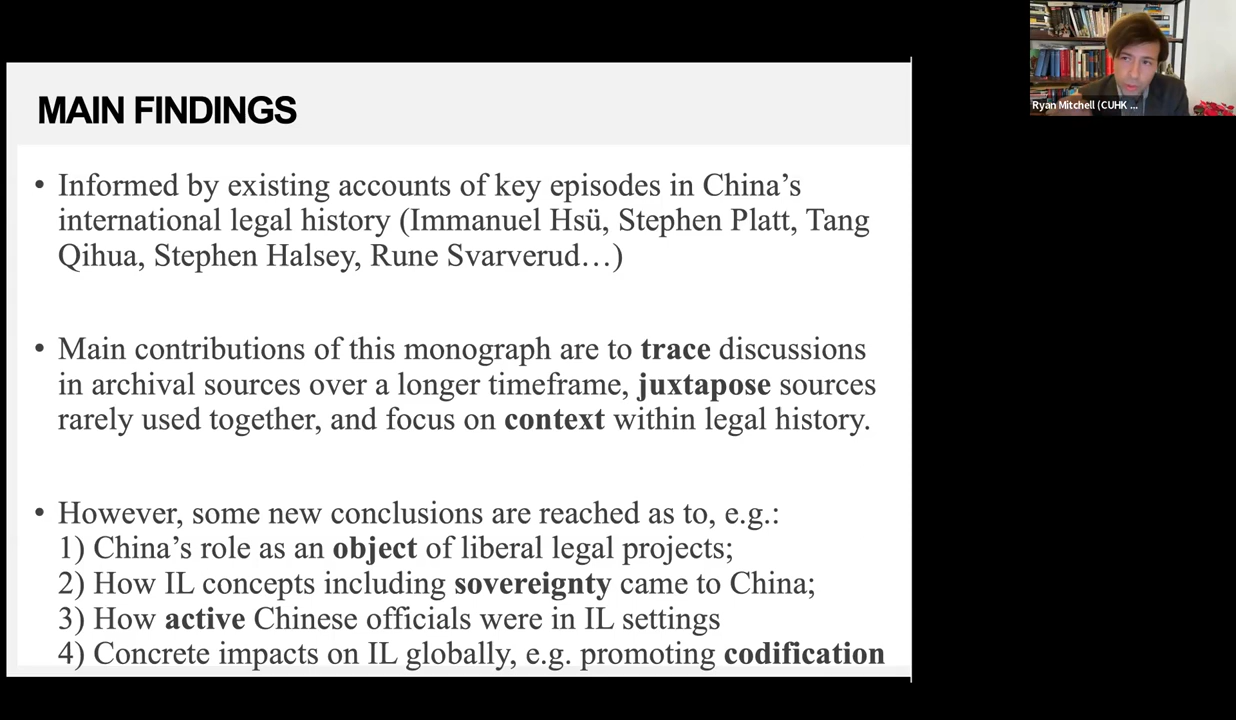 MAIN FINDINGS
• Informed by existing accounts of key episodes in China’s
international legal history (Immanuel Hsü, Stephen Platt, Tang
Qihua, Stephen Halsey, Rune Svarverud…)
• Main contributions of this monograph are to trace discussions
in archival sources over a longer timeframe, juxtapose sources
rarely used together, and focus on context within legal history.
• However, some new conclusions are reached as to, e.g.:
1) China’s role as an object of liberal legal projects;
2) How IL concepts including sovereignty came to China;
3) How active Chinese officials were in IL settings
4) Concrete impacts on IL globally, e.g. promoting codification
Ryan Mitchell (CUHK ...